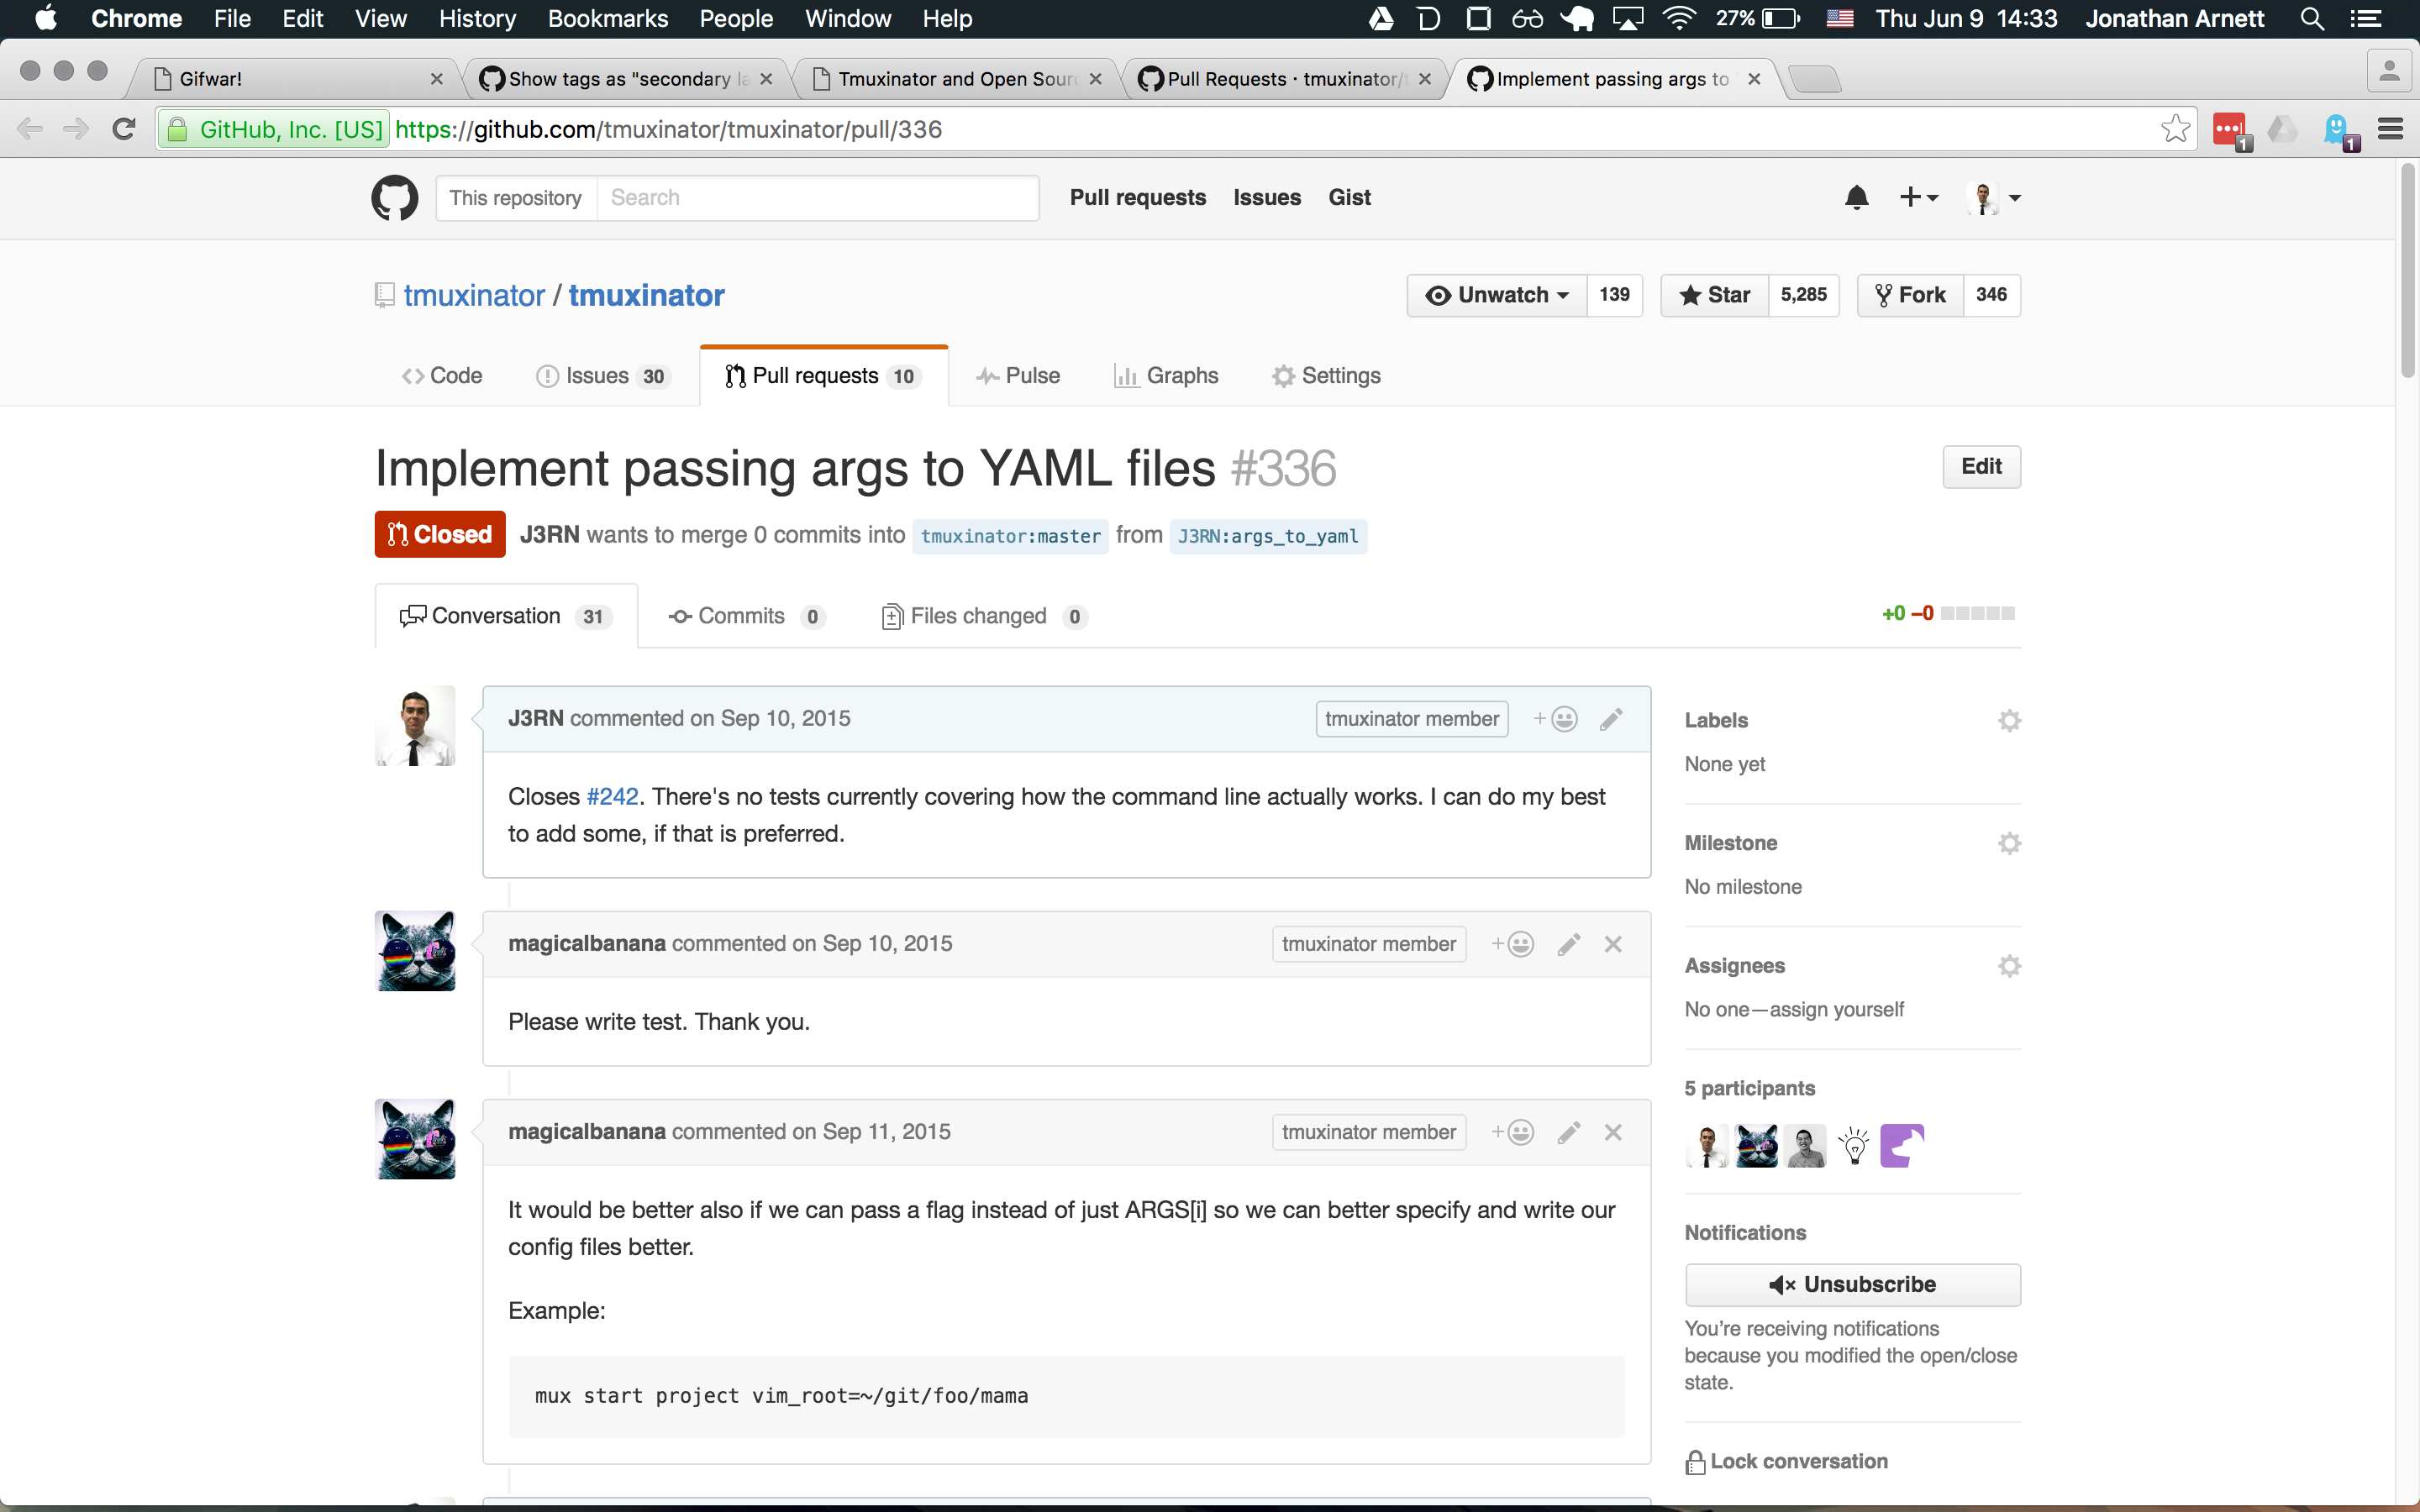 Chrome File Edit View History Bookmarks People Window Help 27% Thu Jun 9 14:33 Jonathan Arnett
Gifwar! Show tags as "secondary la Tmuxinator and Open Sourc Pull Requests · tmuxinator/ Implement passing args to
GitHub, Inc. [US] https://github.com/tmuxinator/tmuxinator/pull/336 1 1
This repository Search Pull requests Issues Gist
tmuxinator / tmuxinator Unwatch 139 Star 5,285 Fork 346
Code Issues 30 Pull requests 10 Pulse Graphs Settings
Implement passing args to YAML files #336 Edit
Closed J3RN wants to merge 0 commits into tmuxinator:master from J3RN:args_to_yaml
Conversation 31 Commits 0 Files changed 0 +0 −0
J3RN commented on Sep 10, 2015 tmuxinator member
Closes #242. There's no tests currently covering how the command line actually works. I can do my best
to add some, if that is preferred.
magicalbanana commented on Sep 10, 2015 tmuxinator member
Please write test. Thank you.
magicalbanana commented on Sep 11, 2015 tmuxinator member
It would be better also if we can pass a flag instead of just ARGS[i] so we can better specify and write our
config files better.
Example:
mux start project vim_root=~/git/foo/mama
Labels
None yet
Milestone
No milestone
Assignees
No one—assign yourself
5 participants
Notifications
Unsubscribe
You're receiving notifications
because you modified the open/close
state.
Lock conversation